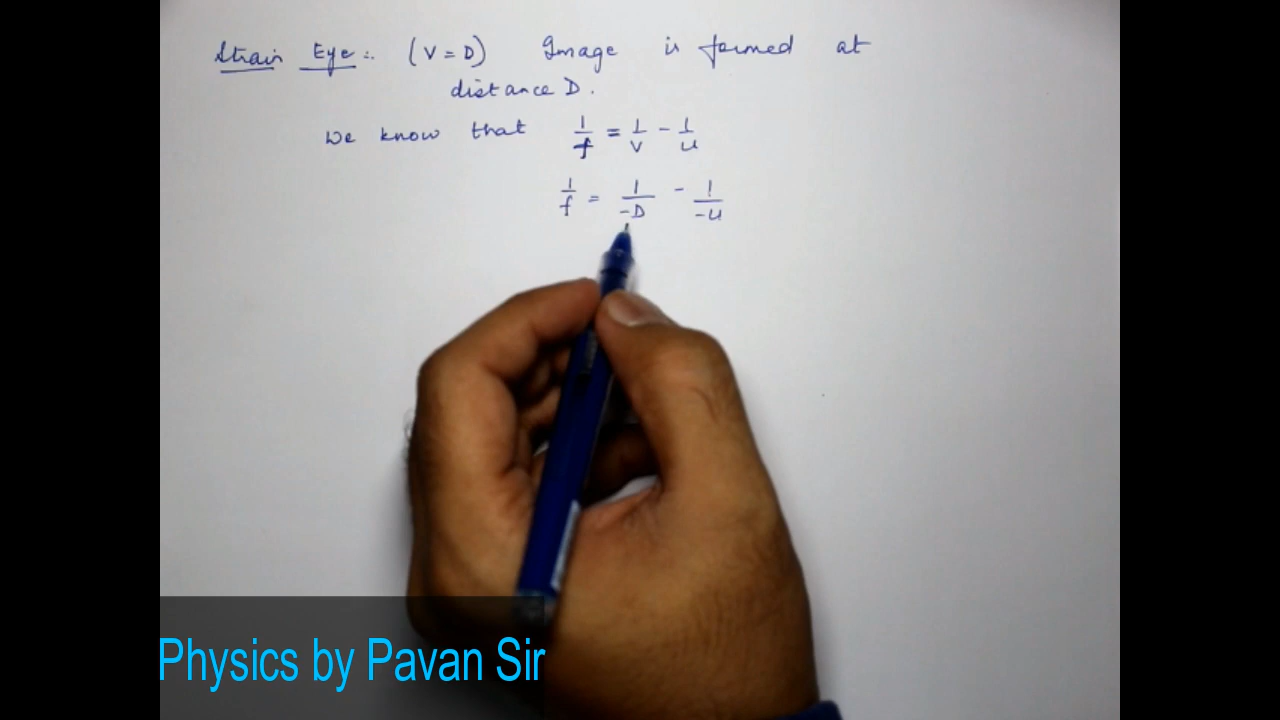 Strain Eye:- (V = D) Image is formed at
distance D.
We know that 1/f = 1/V - 1/u
1/f = 1/-D - 1/-u
Physics by Pavan Sir